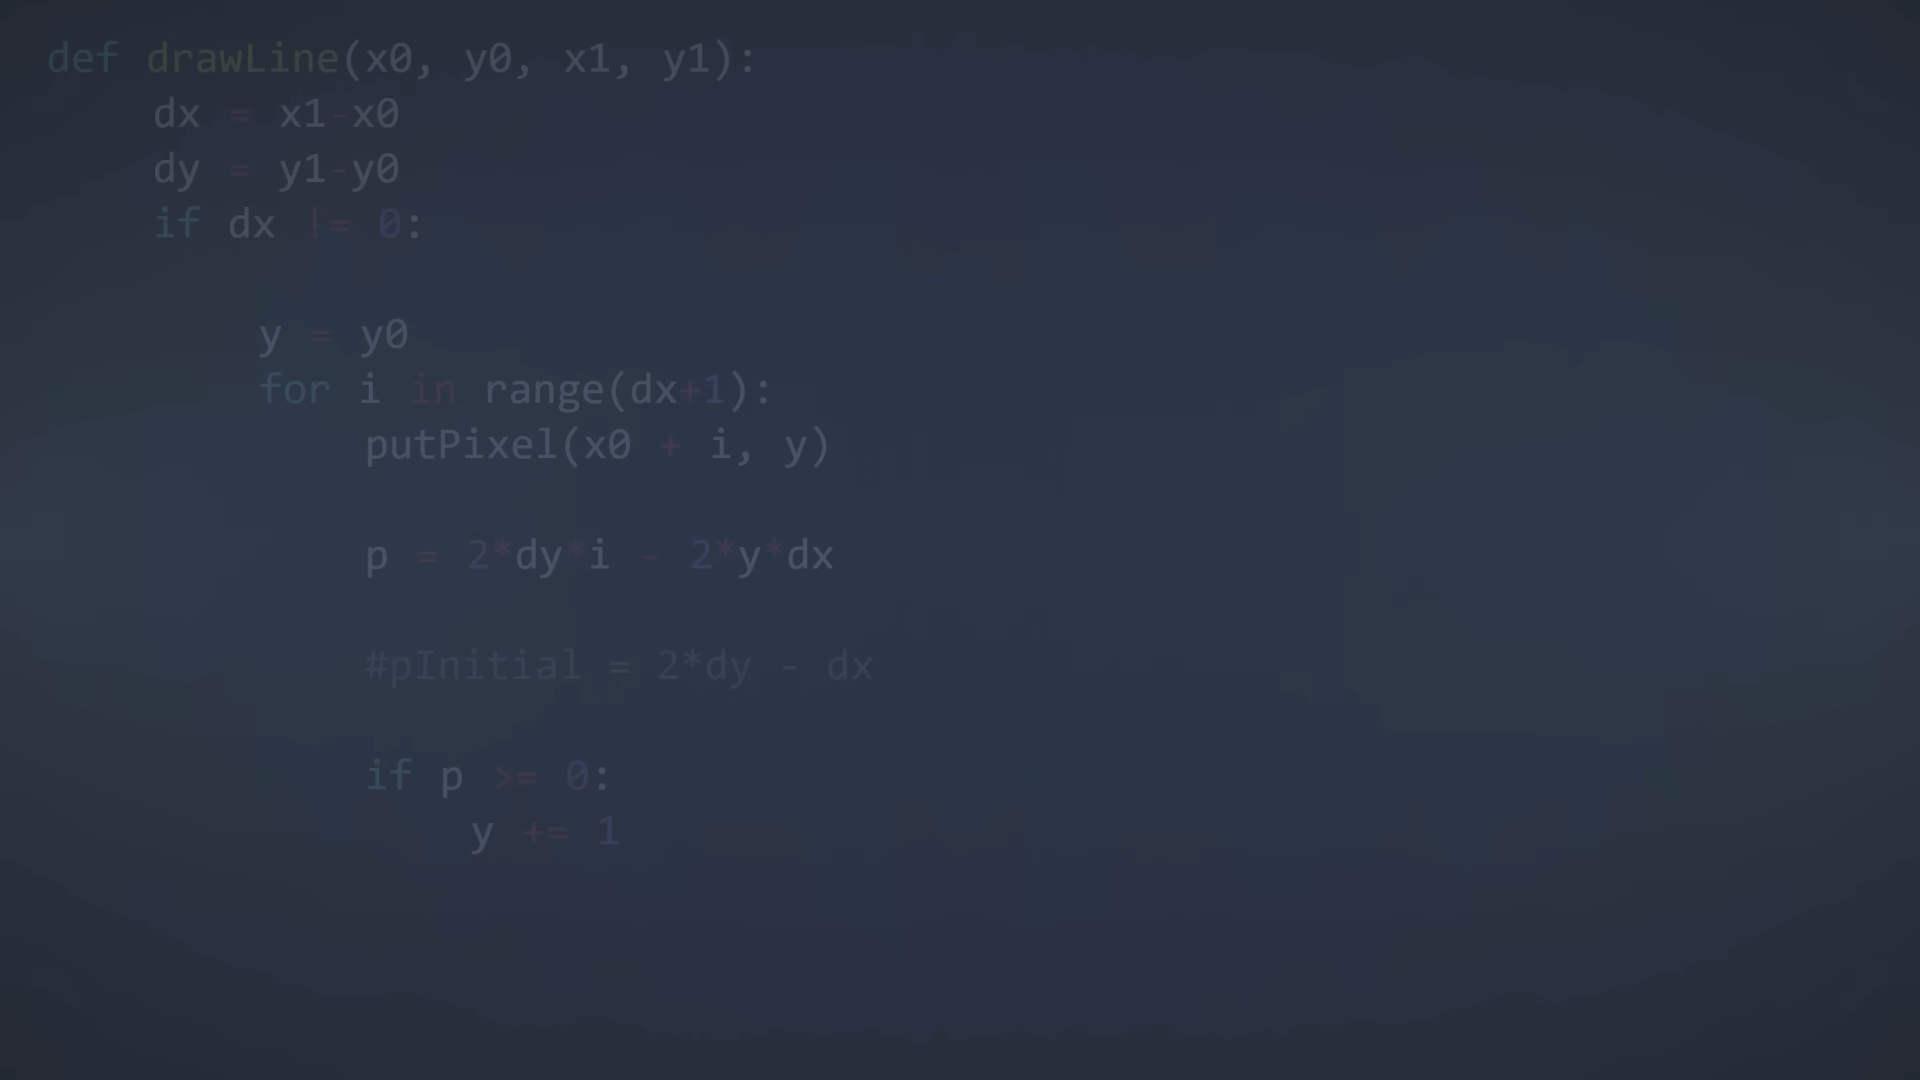 def drawLine(x0, y0, x1, y1):
dx = x1-x0
dy = y1-y0
if dx != 0:
y = y0
for i in range(dx+1):
putPixel(x0 + i, y)
p = 2*dy*i - 2*y*dx
#pInitial = 2*dy - dx
if p >= 0:
y += 1